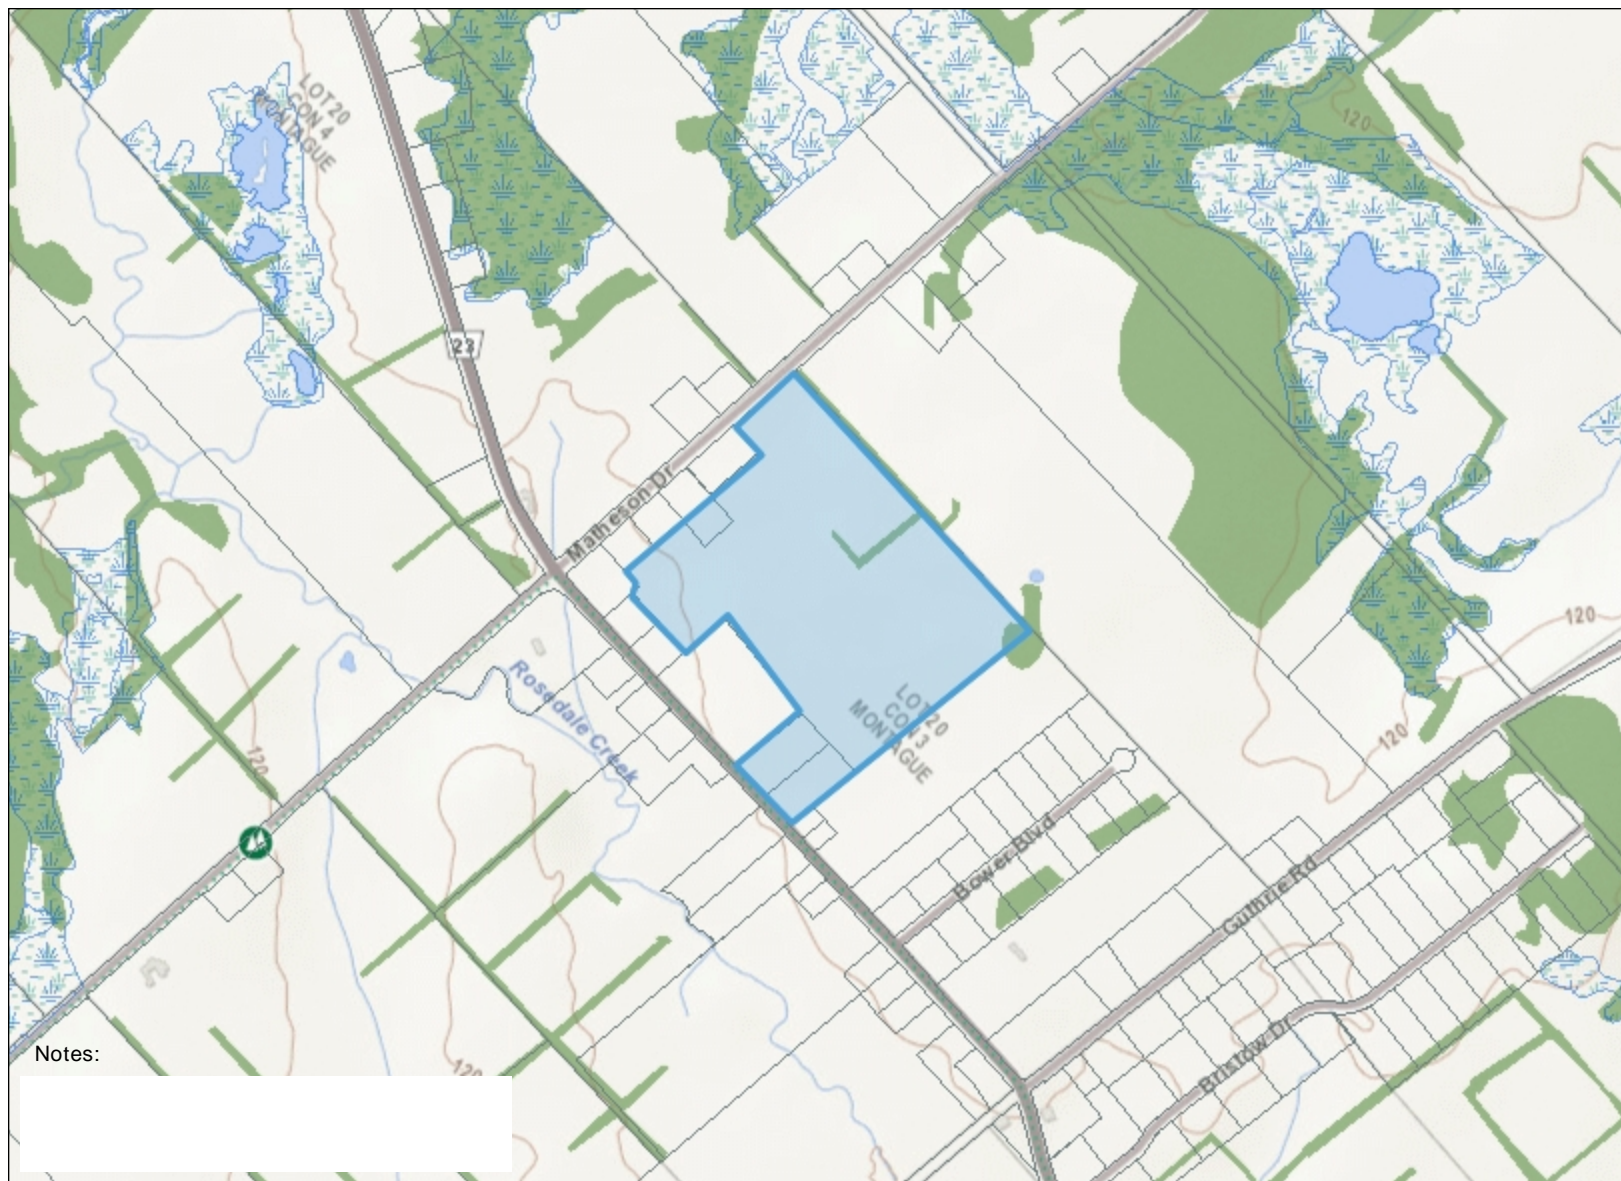 LOT 20
CON 4
MONTAGUE
120
23
Matheson Dr
120
Rosedale Creek
LOT 20
CON 3
MONTAGUE
120
120
Bower Blvd
Guthrie Rd
Bristow Dr
Notes:
120